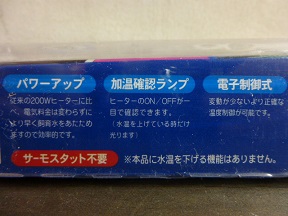 パワーアップ
従来の200Wヒーターに比
べ、電気料金は変わらずに
より早く飼育水をあたため
ますので効率的です。
加温確認ランプ
ヒーターのON/OFFが一
目で確認できます。
(水温を上げている時だけ
光ります)
電子制御式
変動が少ないより正確な
温度制御が可能です。
サーモスタット不要
※本品に水温を下げる機能はありません。